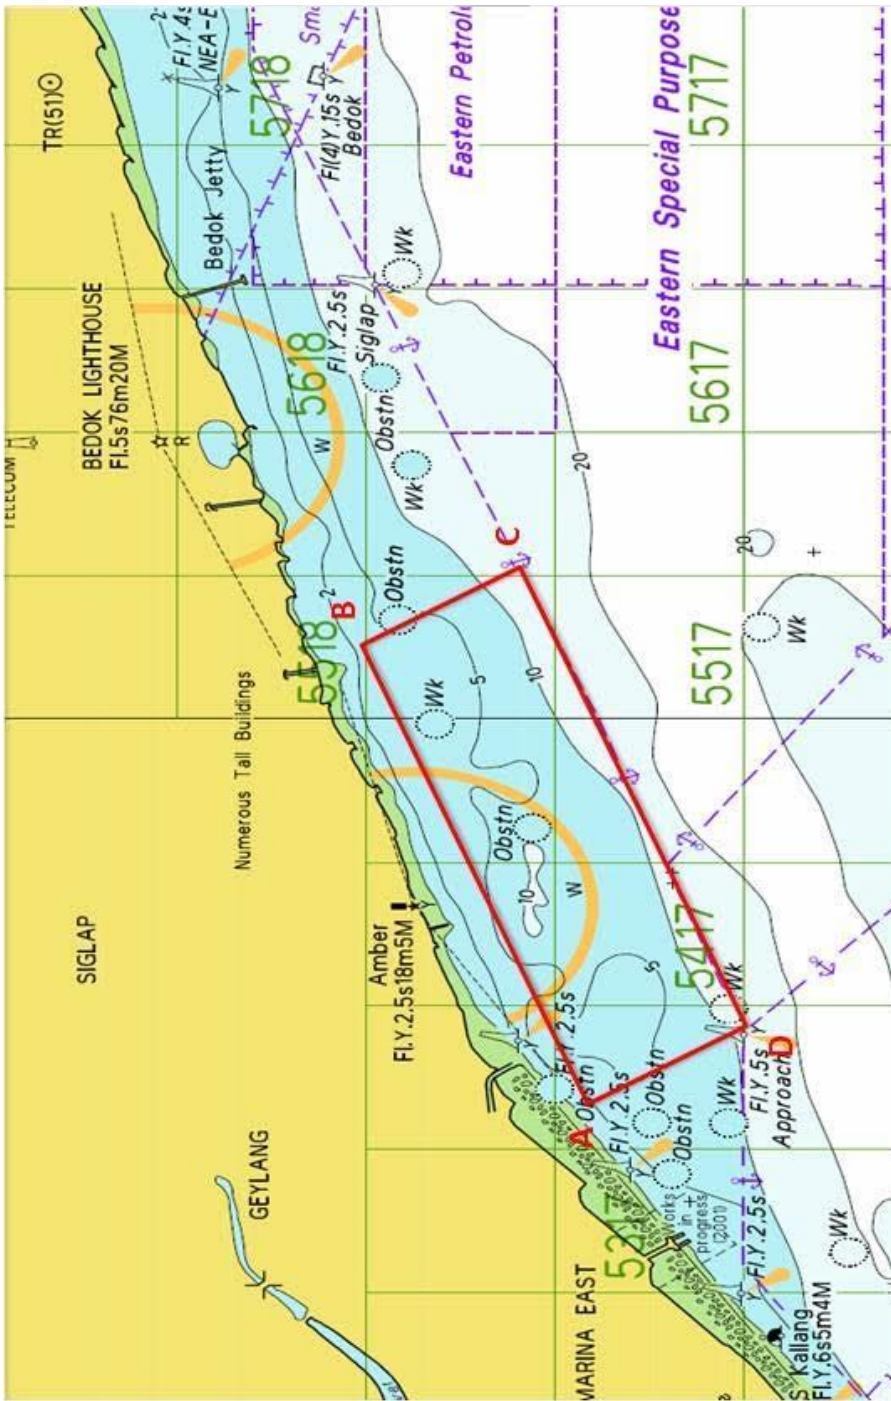 TR(51)
Fl.Y.4s
NEA-E
Smo
5718
Fl(4)Y.15s
Bedok
Y
Eastern Petrole
Eastern Special Purpose
5717
TELECOM
BEDOK LIGHTHOUSE
Fl.5s76m20M
R
Bedok Jetty
Wk
Fl.Y.2.5s
Siglap
5618
W
Obstn
Wk
5617
20
20
Wk
SIGLAP
Numerous Tall Buildings
5518
B
2
Obstn
C
10
5
Wk
5517
Amber
Fl.Y.2.5s18m5M
Obstn
10
W
5
5417
Wk
GEYLANG
Fl.Y.2.5s
Y
Obstn
A
Fl.Y.2.5s
Y
Obstn
Obstn
Wk
Y
Fl.Y.5s
Approach
D
MARINA EAST
5317
Works
in
progress
(2001)
Fl.Y.2.5s
Y
Wk
S Kallang
Fl.Y.6s5m4M